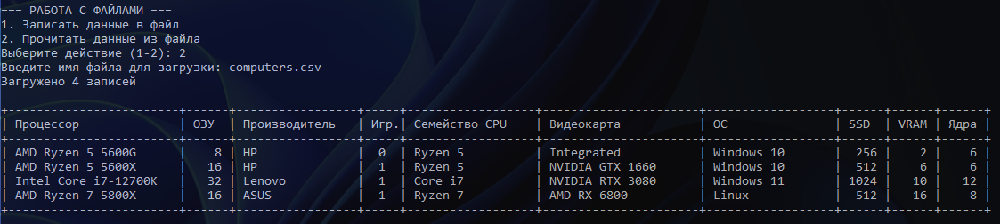 === РАБОТА С ФАЙЛАМИ ===
1. Записать данные в файл
2. Прочитать данные из файла
Выберите действие (1-2): 2
Введите имя файла для загрузки: computers.csv
Загружено 4 записей
+-------------------------+------+-----------------+-----+------------------+----------------------+-----------------+------+------+------+
| Процессор | ОЗУ | Производитель | Игр.| Семейство CPU | Видеокарта | ОС | SSD | VRAM | Ядра |
+-------------------------+------+-----------------+-----+------------------+----------------------+-----------------+------+------+------+
| AMD Ryzen 5 5600G | 8 | HP | 0 | Ryzen 5 | Integrated | Windows 10 | 256 | 2 | 6 |
| AMD Ryzen 5 5600X | 16 | HP | 1 | Ryzen 5 | NVIDIA GTX 1660 | Windows 10 | 512 | 6 | 6 |
| Intel Core i7-12700K | 32 | Lenovo | 1 | Core i7 | NVIDIA RTX 3080 | Windows 11 | 1024 | 10 | 12 |
| AMD Ryzen 7 5800X | 16 | ASUS | 1 | Ryzen 7 | AMD RX 6800 | Linux | 512 | 16 | 8 |
+-------------------------+------+-----------------+-----+------------------+----------------------+-----------------+------+------+------+